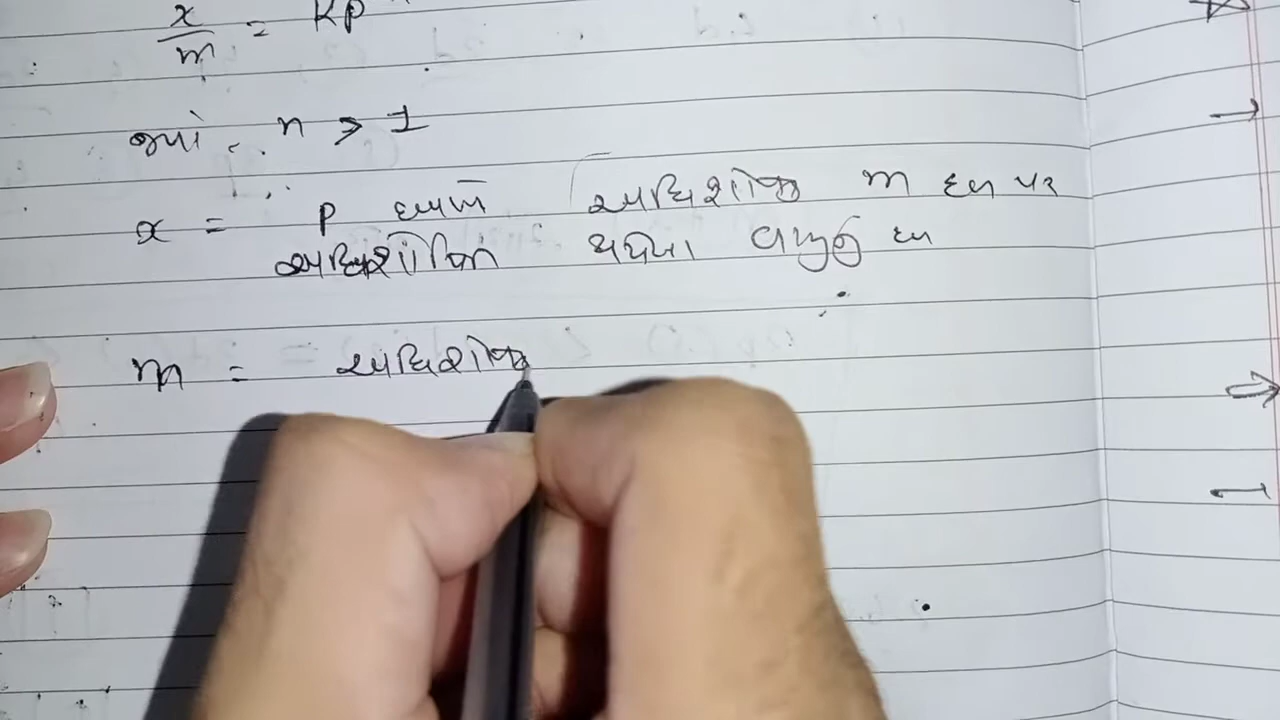 x/m = KP
જ્યાં, n > 1
x = P દબાણે અધિશોષક m દળ પર
અધિશોષિત થયેલા વાયુનું દળ
m = અધિશોષક